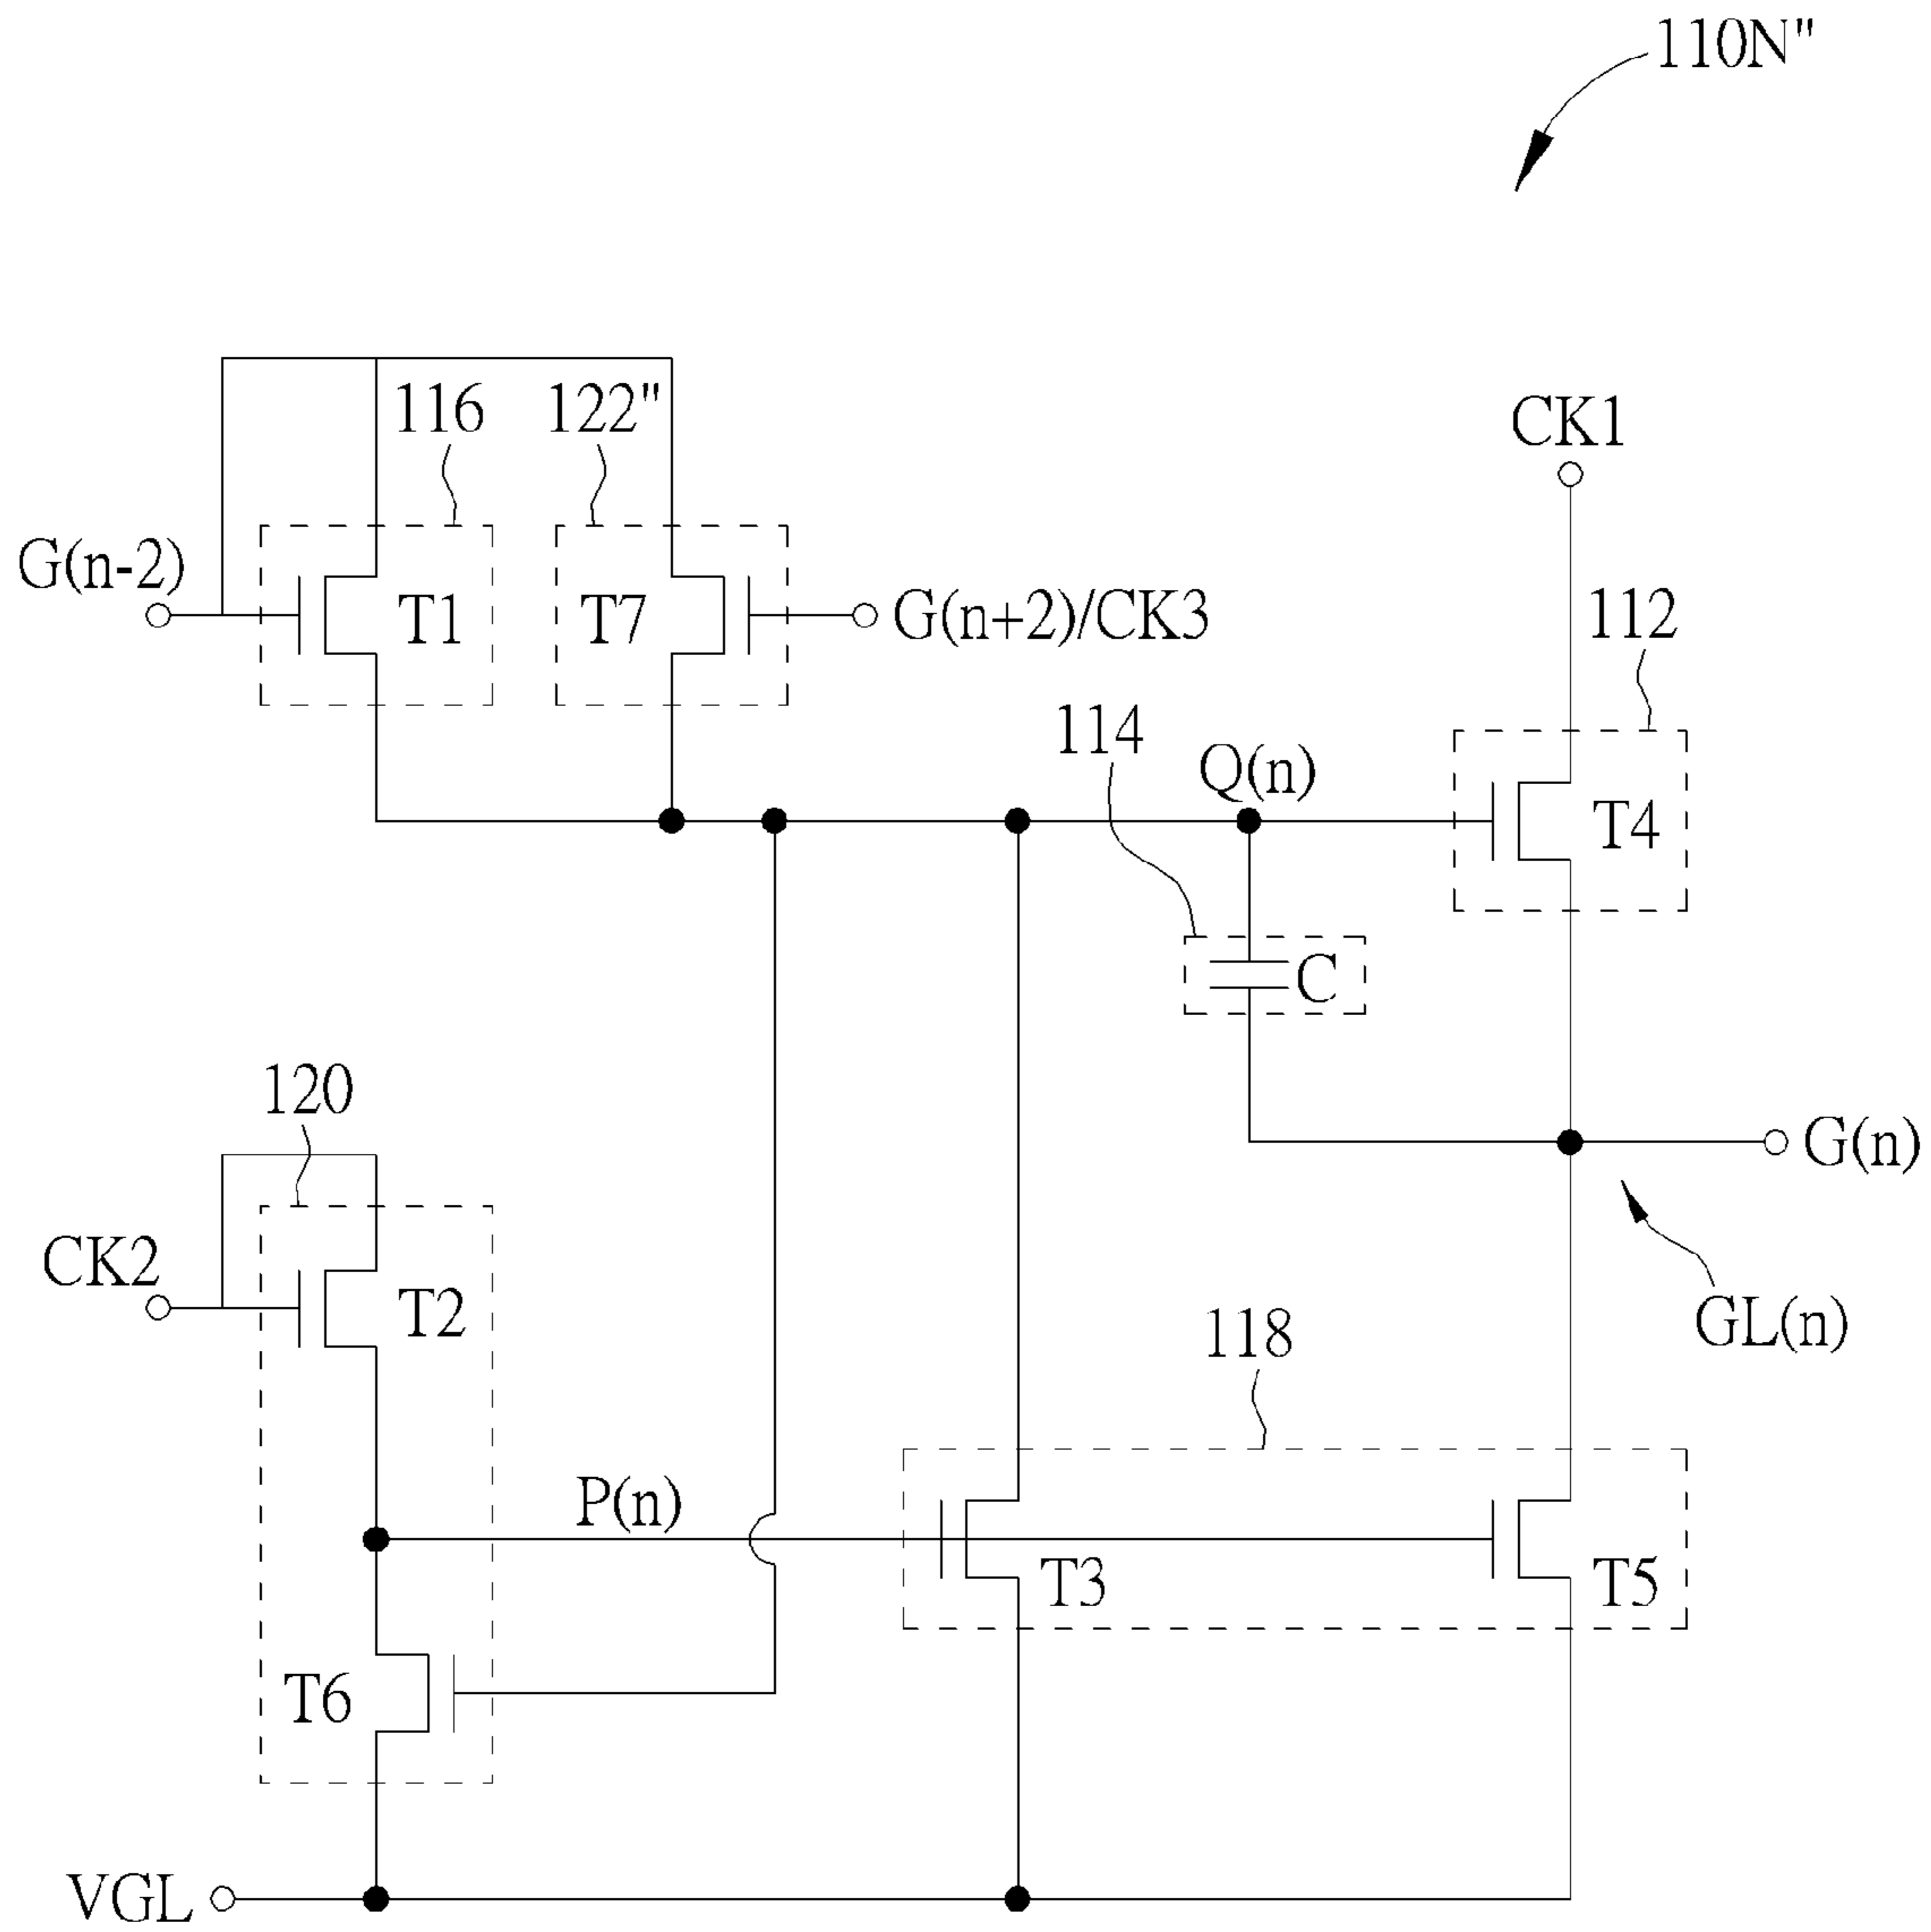 110N"
116
122"
CK1
G(n-2)
T1
T7
G(n+2)/CK3
112
114
Q(n)
T4
C
120
G(n)
CK2
T2
GL(n)
118
P(n)
T3
T5
T6
VGL